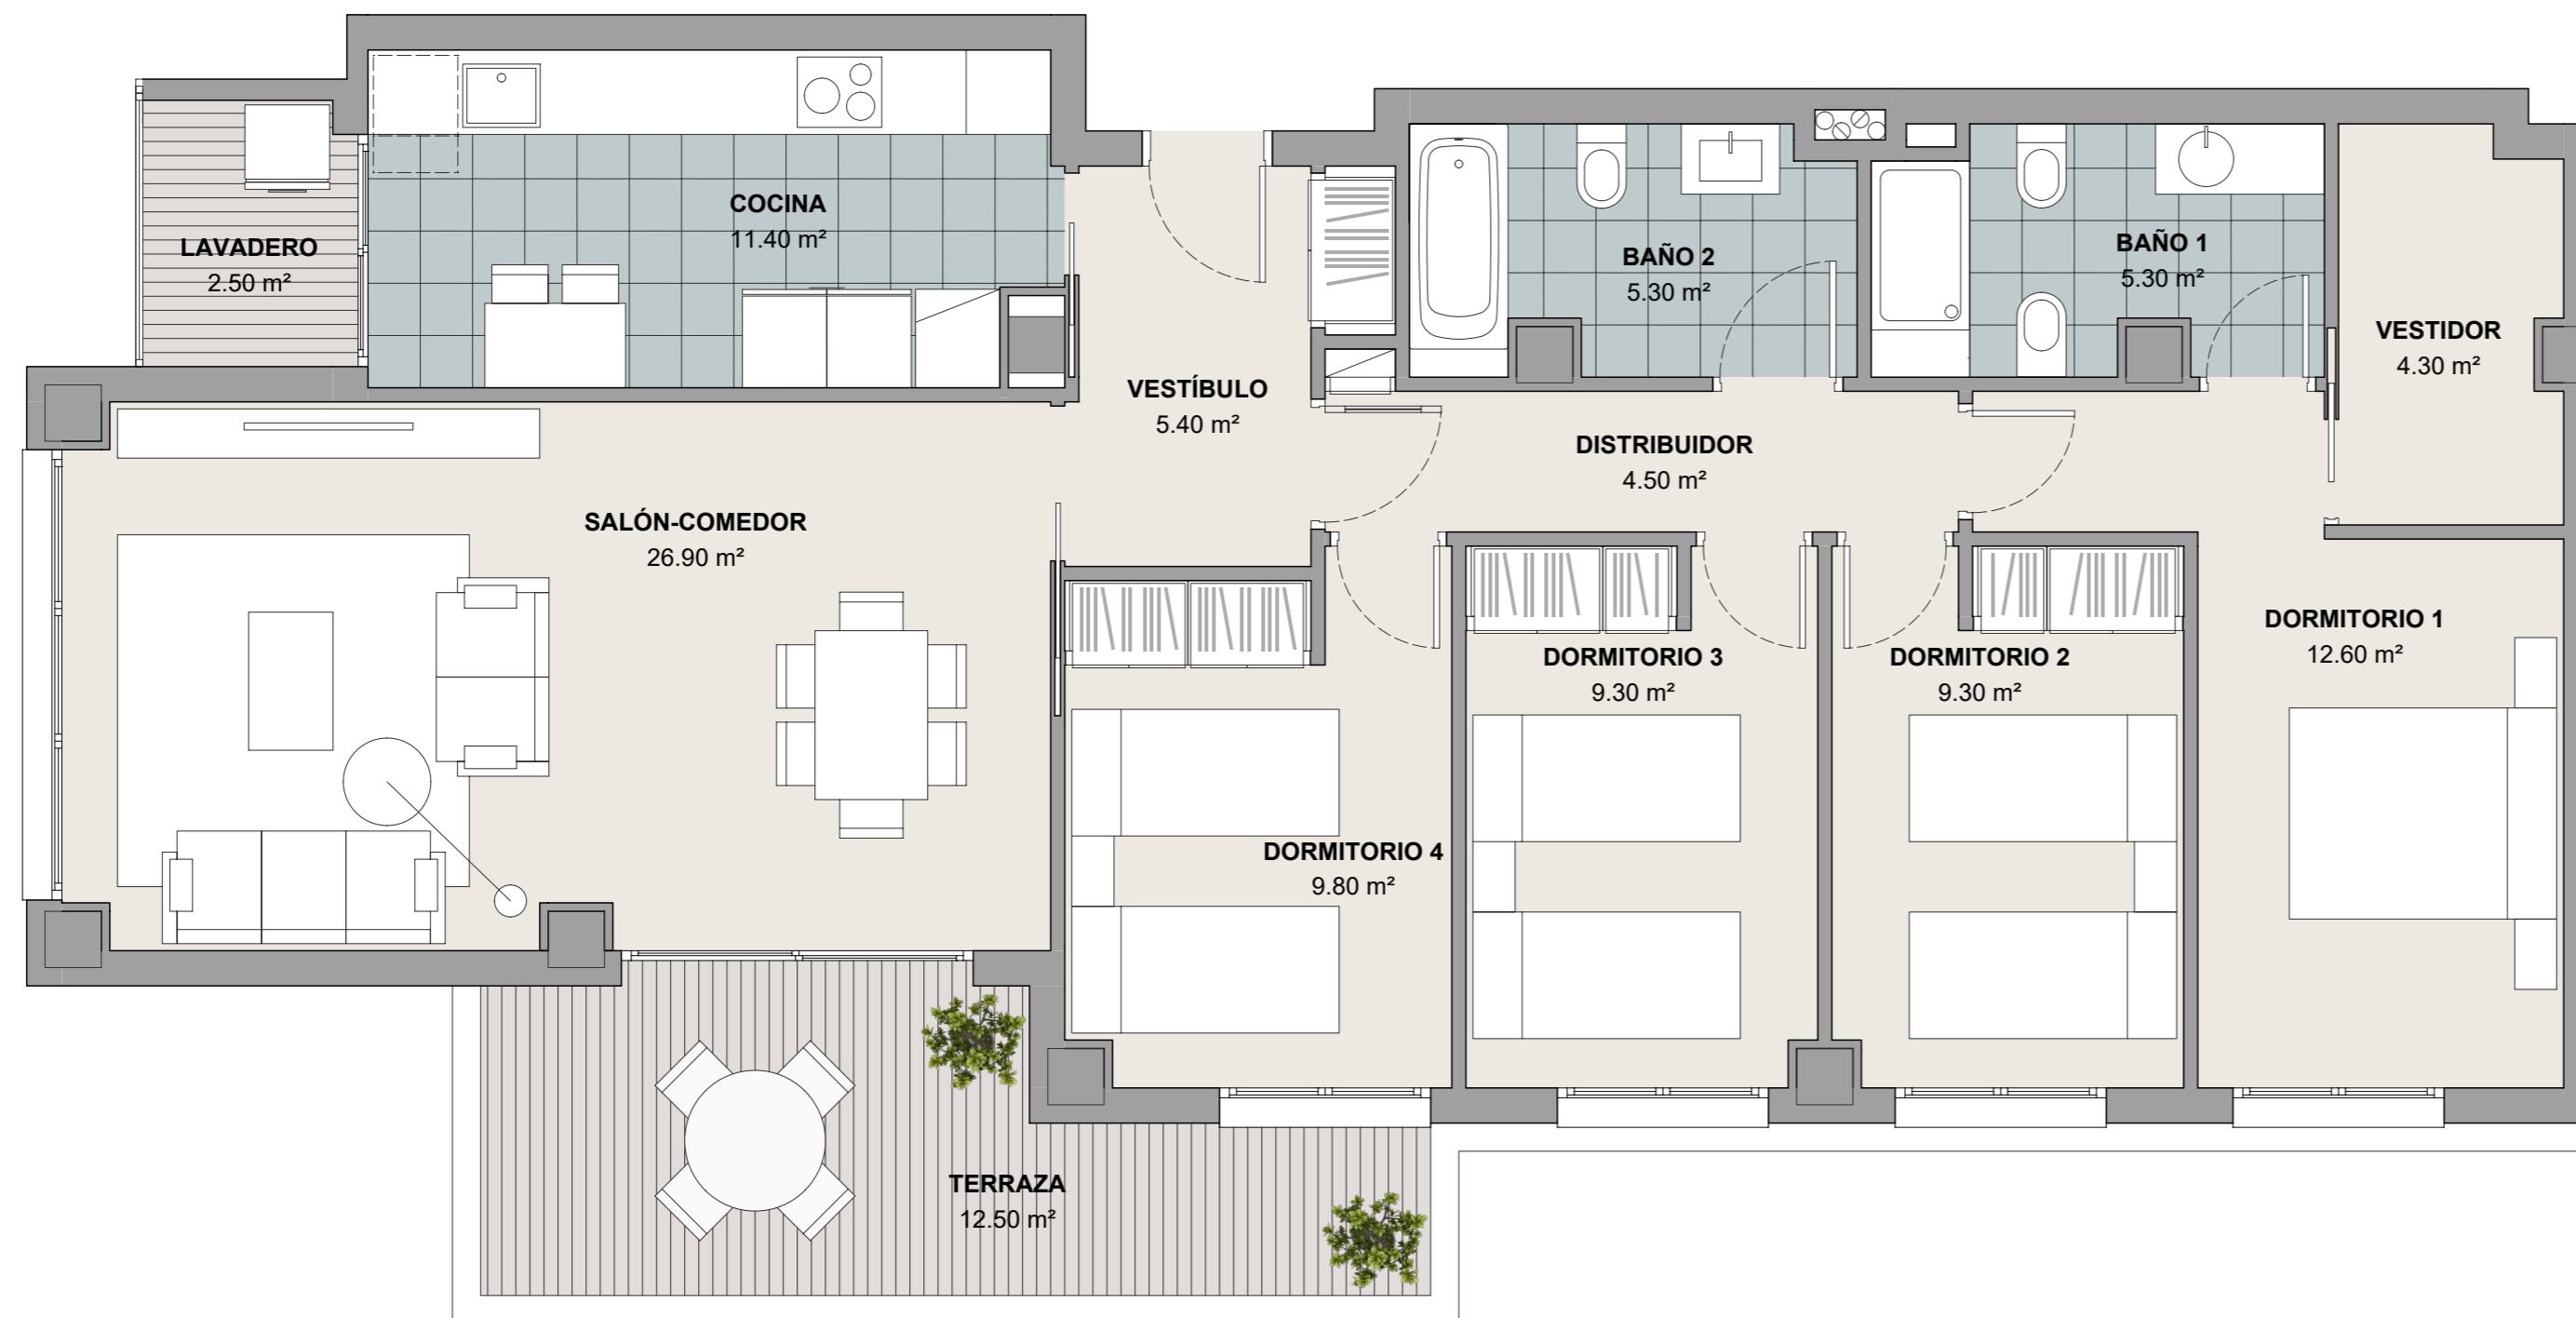 COCINA
11.40 m²
LAVADERO
2.50 m²
BAÑO 2
5.30 m²
BAÑO 1
5.30 m²
VESTIDOR
4.30 m²
VESTÍBULO
5.40 m²
DISTRIBUIDOR
4.50 m²
SALÓN-COMEDOR
26.90 m²
DORMITORIO 1
12.60 m²
DORMITORIO 3
9.30 m²
DORMITORIO 2
9.30 m²
DORMITORIO 4
9.80 m²
TERRAZA
12.50 m²